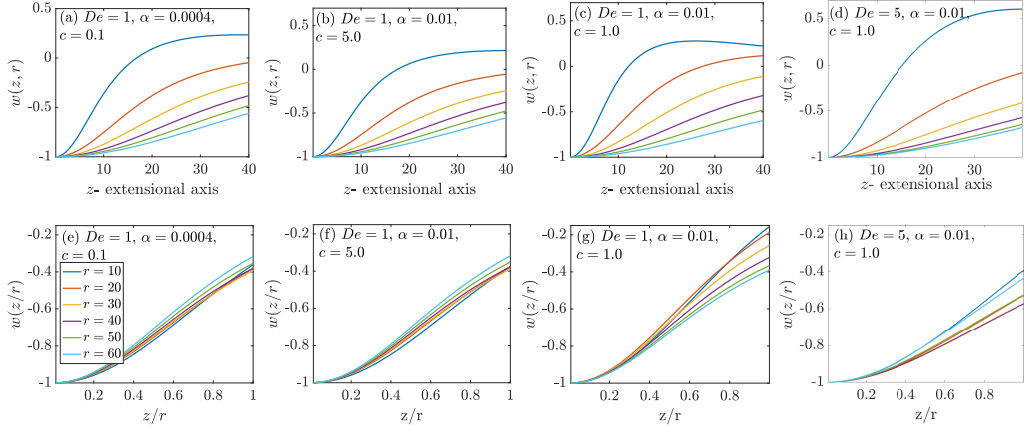 (a) De = 1, α = 0.0004,
c = 0.1
0.5
0
-0.5
-1
w(z, r)
10 20 30 40
z- extensional axis
(b) De = 1, α = 0.01,
c = 5.0
0.5
0
-0.5
-1
w(z, r)
10 20 30 40
z- extensional axis
(c) De = 1, α = 0.01,
c = 1.0
0.5
0
-0.5
-1
w(z, r)
10 20 30 40
z- extensional axis
(d) De = 5, α = 0.01,
c = 1.0
0.5
0
-0.5
-1
w(z, r)
10 20 30
z- extensional axis
(e) De = 1, α = 0.0004,
c = 0.1
r = 10
r = 20
r = 30
r = 40
r = 50
r = 60
-0.2
-0.4
-0.6
-0.8
-1
w(z/r)
0.2 0.4 0.6 0.8 1
z/r
(f) De = 1, α = 0.01,
c = 5.0
-0.2
-0.4
-0.6
-0.8
-1
w(z/r)
0.2 0.4 0.6 0.8 1
z/r
(g) De = 1, α = 0.01,
c = 1.0
-0.2
-0.4
-0.6
-0.8
-1
w(z/r)
0.2 0.4 0.6 0.8
z/r
(h) De = 5, α = 0.01,
c = 1.0
-0.2
-0.4
-0.6
-0.8
-1
w(z/r)
0.2 0.4 0.6 0.8
z/r